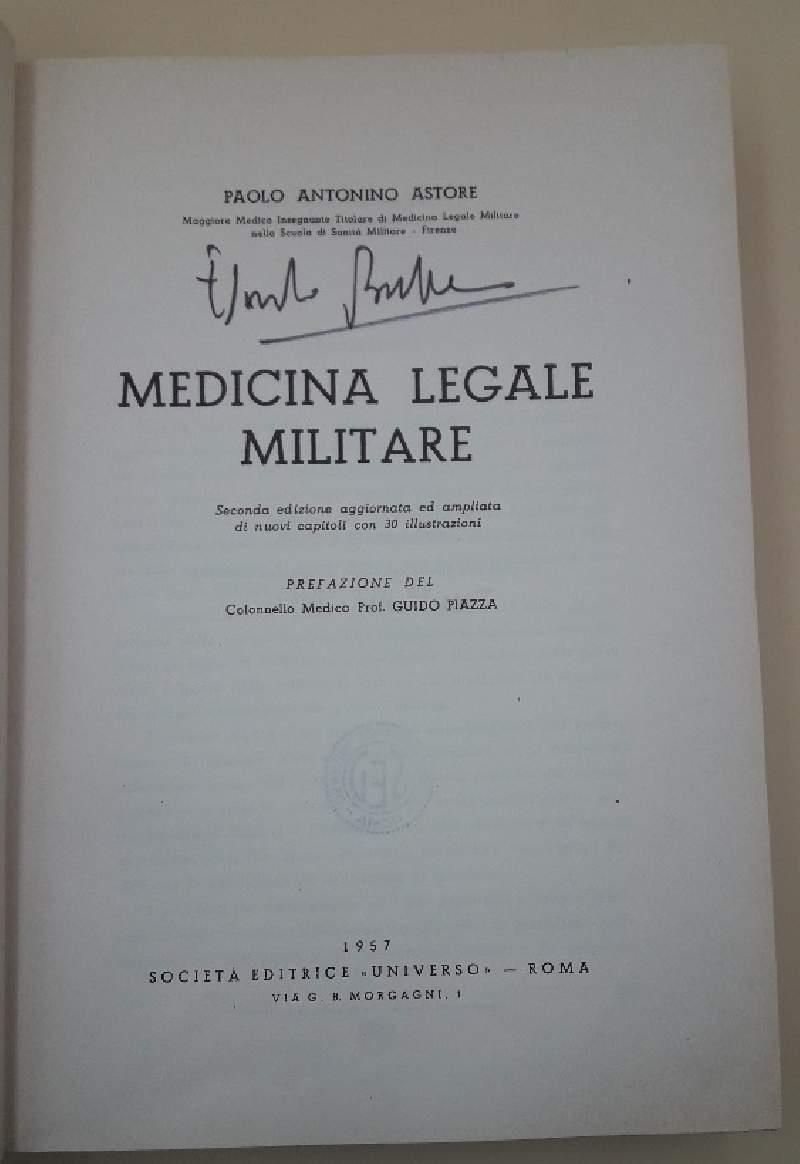 PAOLO ANTONINO ASTORE
Maggiore Medico Insegnante Titolare di Medicina Legale Militare
nella Scuola di Sanità Militare - Firenze
MEDICINA LEGALE
MILITARE
Seconda edizione aggiornata ed ampliata
di nuovi capitoli con 30 illustrazioni
PREFAZIONE DEL
Colonnello Medico Prof. GUIDO PIAZZA
1957
SOCIETÀ EDITRICE «UNIVERSO» — ROMA
VIA G. B. MORGAGNI, 1